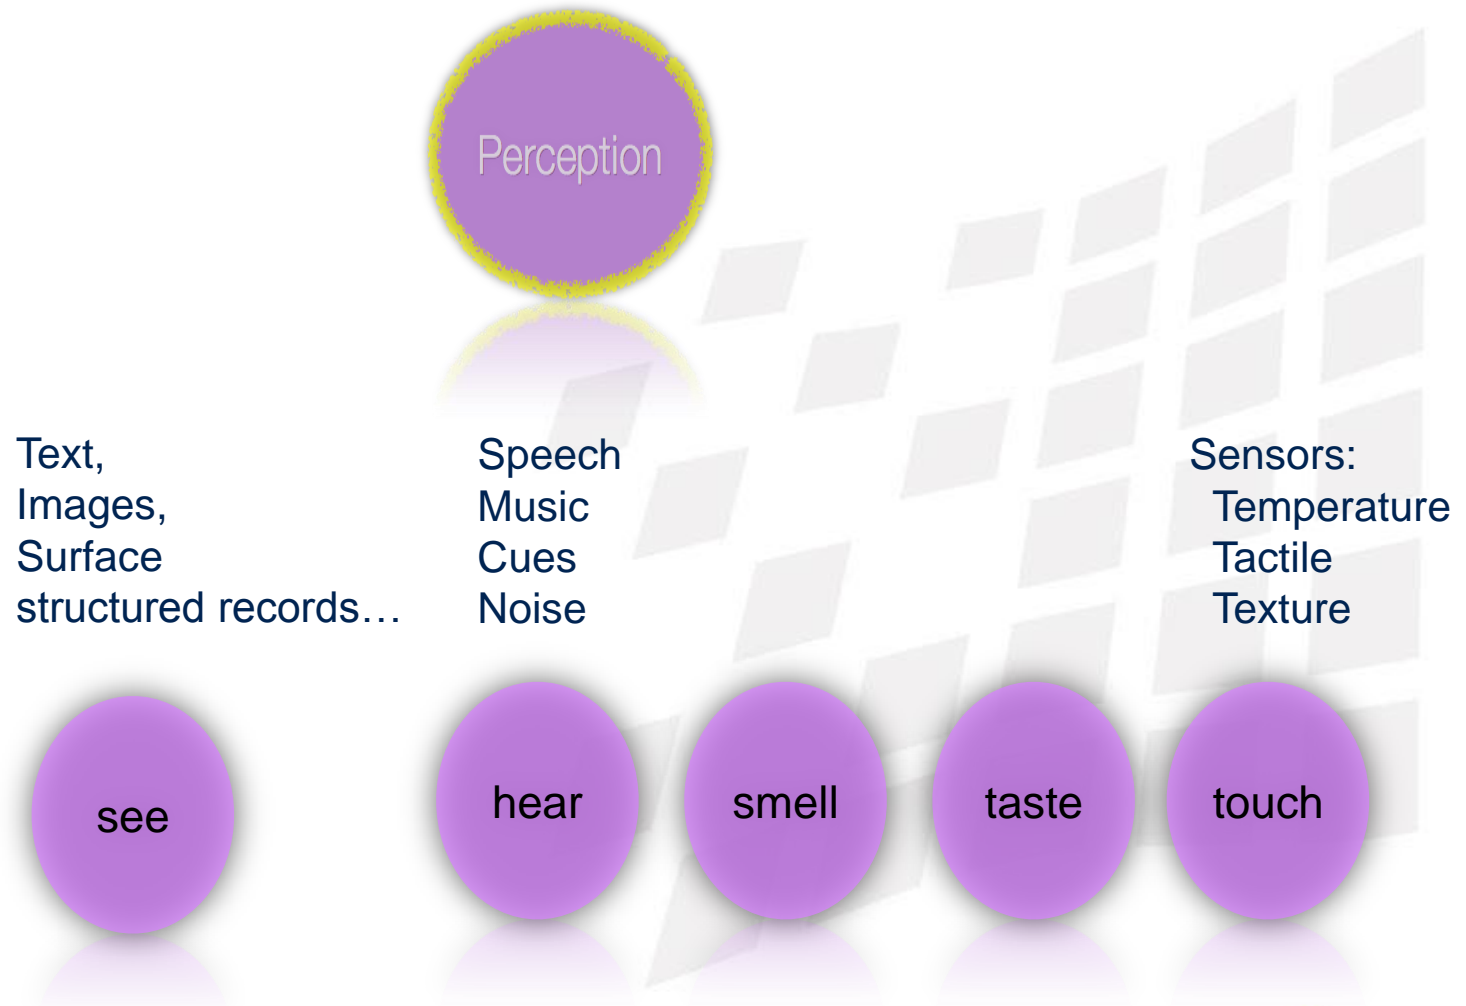 Perception
Text,
Images,
Surface
structured records…
Speech
Music
Cues
Noise
Sensors:
Temperature
Tactile
Texture
see
hear
smell
taste
touch